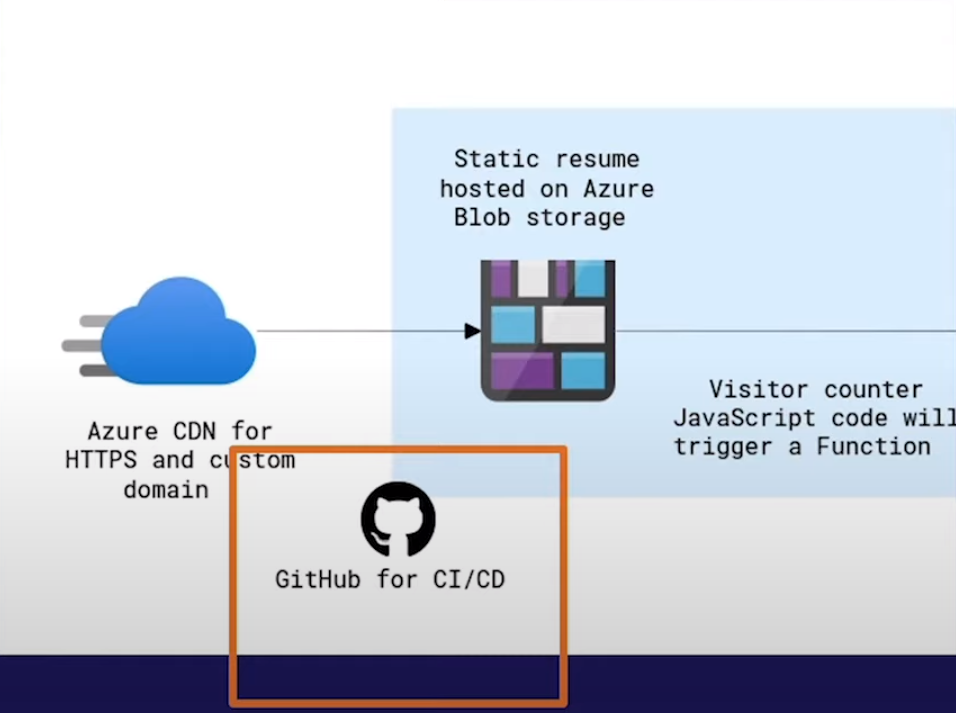 Static resume
hosted on Azure
Blob storage
Visitor counter
JavaScript code will
trigger a Function
Azure CDN for
HTTPS and custom
domain
GitHub for CI/CD